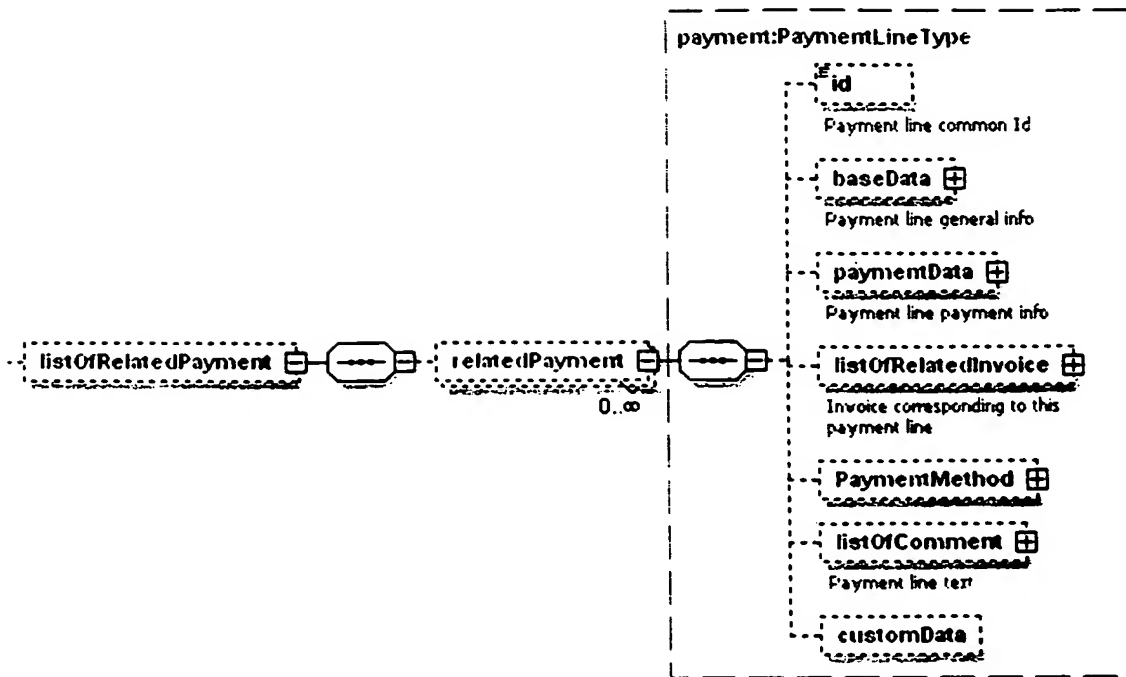 payment:PaymentLineType
id
Payment line common Id
baseData
Payment line general info
paymentData
Payment line payment info
listOfRelatedPayment
relatedPayment
0..∞
listOfRelatedInvoice
Invoice corresponding to this
payment line
PaymentMethod
listOfComment
Payment line text
customData